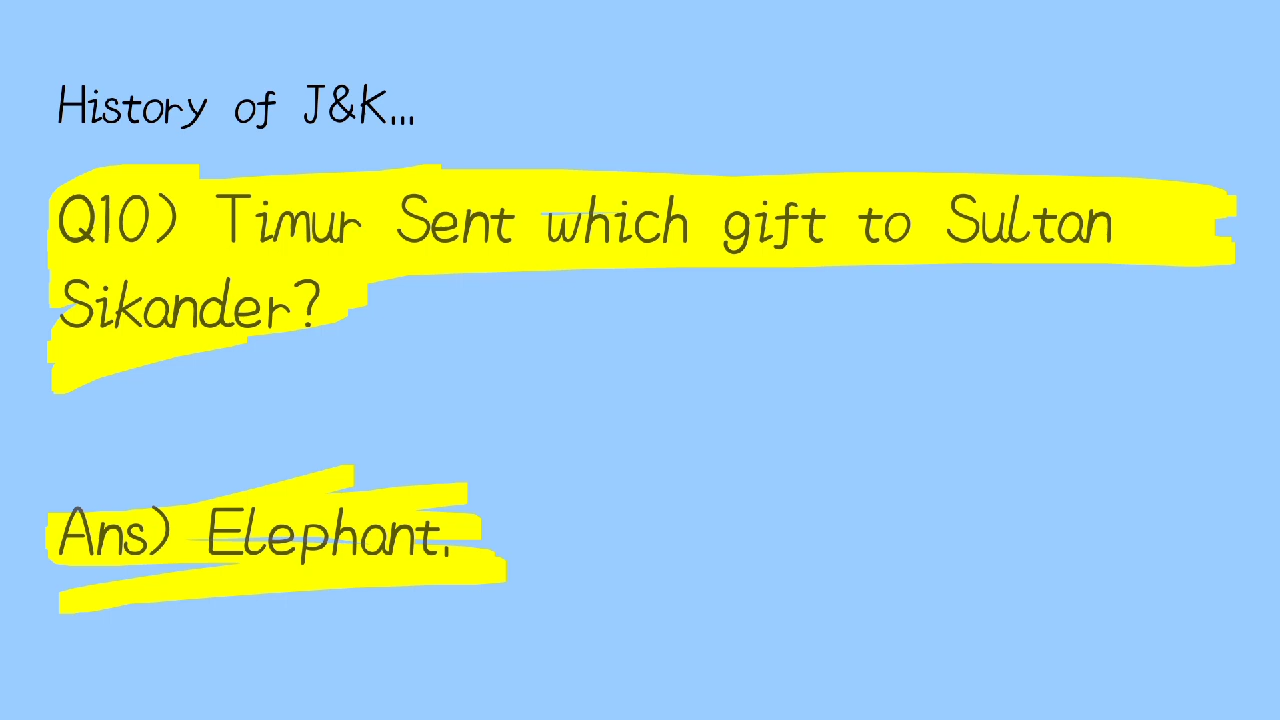 History of J&K...
Q10) Timur Sent which gift to Sultan
Sikander?
Ans) Elephant.